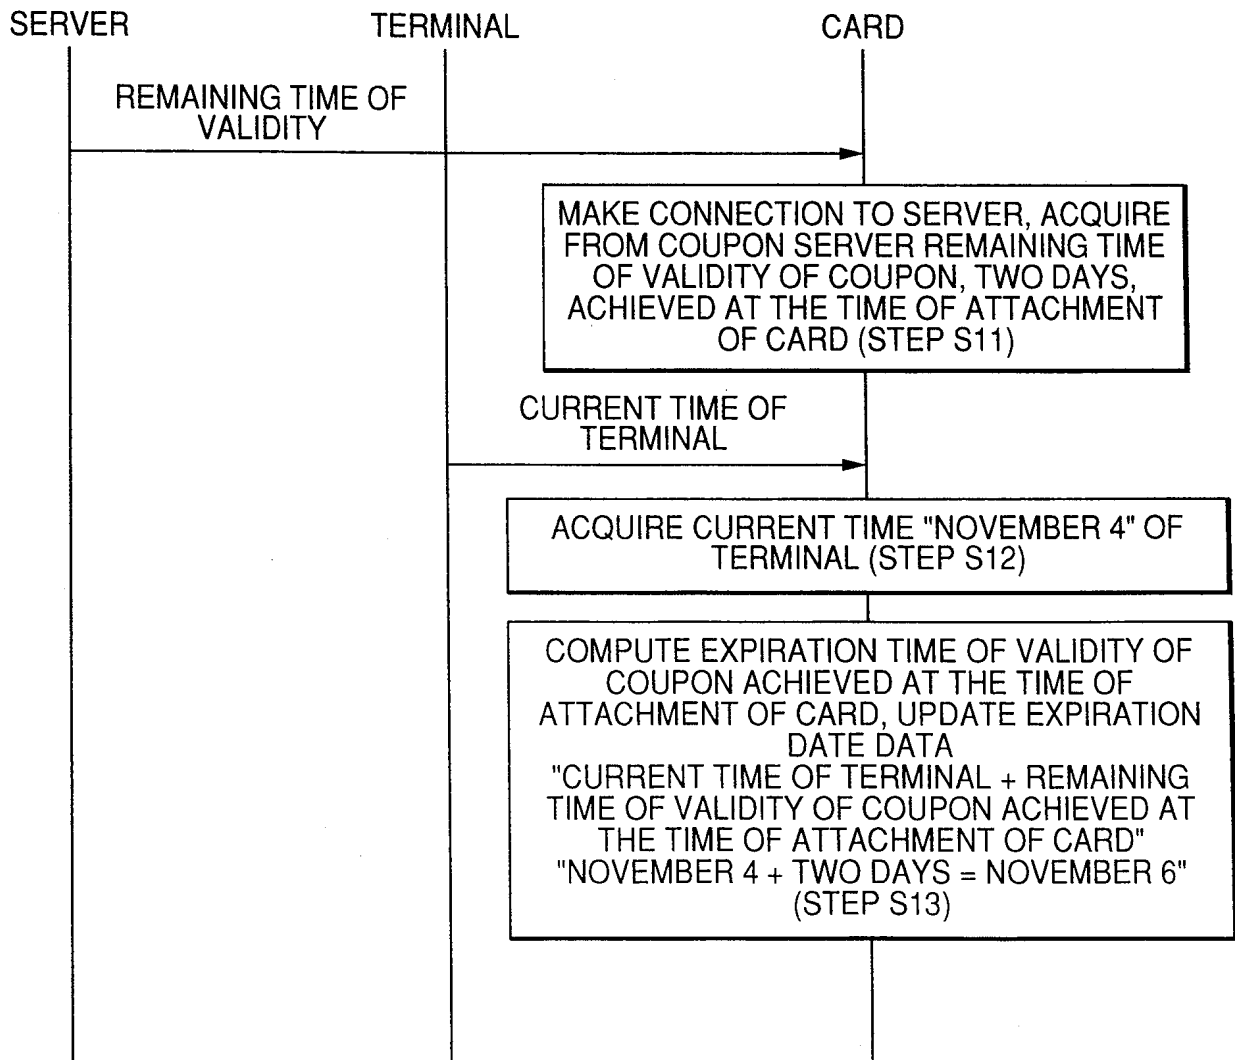 SERVER
TERMINAL
CARD
REMAINING TIME OF
VALIDITY
MAKE CONNECTION TO SERVER, ACQUIRE
FROM COUPON SERVER REMAINING TIME
OF VALIDITY OF COUPON, TWO DAYS,
ACHIEVED AT THE TIME OF ATTACHMENT
OF CARD (STEP S11)
CURRENT TIME OF
TERMINAL
ACQUIRE CURRENT TIME "NOVEMBER 4" OF
TERMINAL (STEP S12)
COMPUTE EXPIRATION TIME OF VALIDITY OF
COUPON ACHIEVED AT THE TIME OF
ATTACHMENT OF CARD, UPDATE EXPIRATION
DATE DATA
"CURRENT TIME OF TERMINAL + REMAINING
TIME OF VALIDITY OF COUPON ACHIEVED AT
THE TIME OF ATTACHMENT OF CARD"
"NOVEMBER 4 + TWO DAYS = NOVEMBER 6"
(STEP S13)